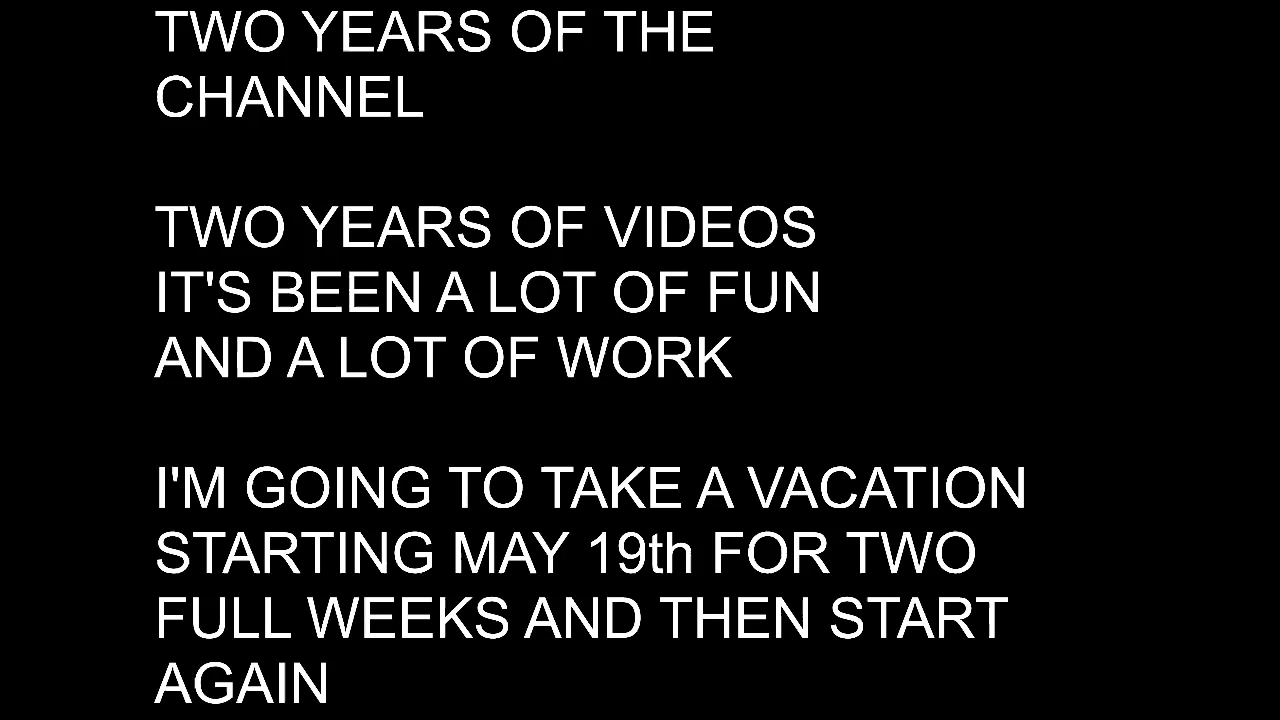 TWO YEARS OF THE
CHANNEL
TWO YEARS OF VIDEOS
IT'S BEEN A LOT OF FUN
AND A LOT OF WORK
I'M GOING TO TAKE A VACATION
STARTING MAY 19th FOR TWO
FULL WEEKS AND THEN START
AGAIN